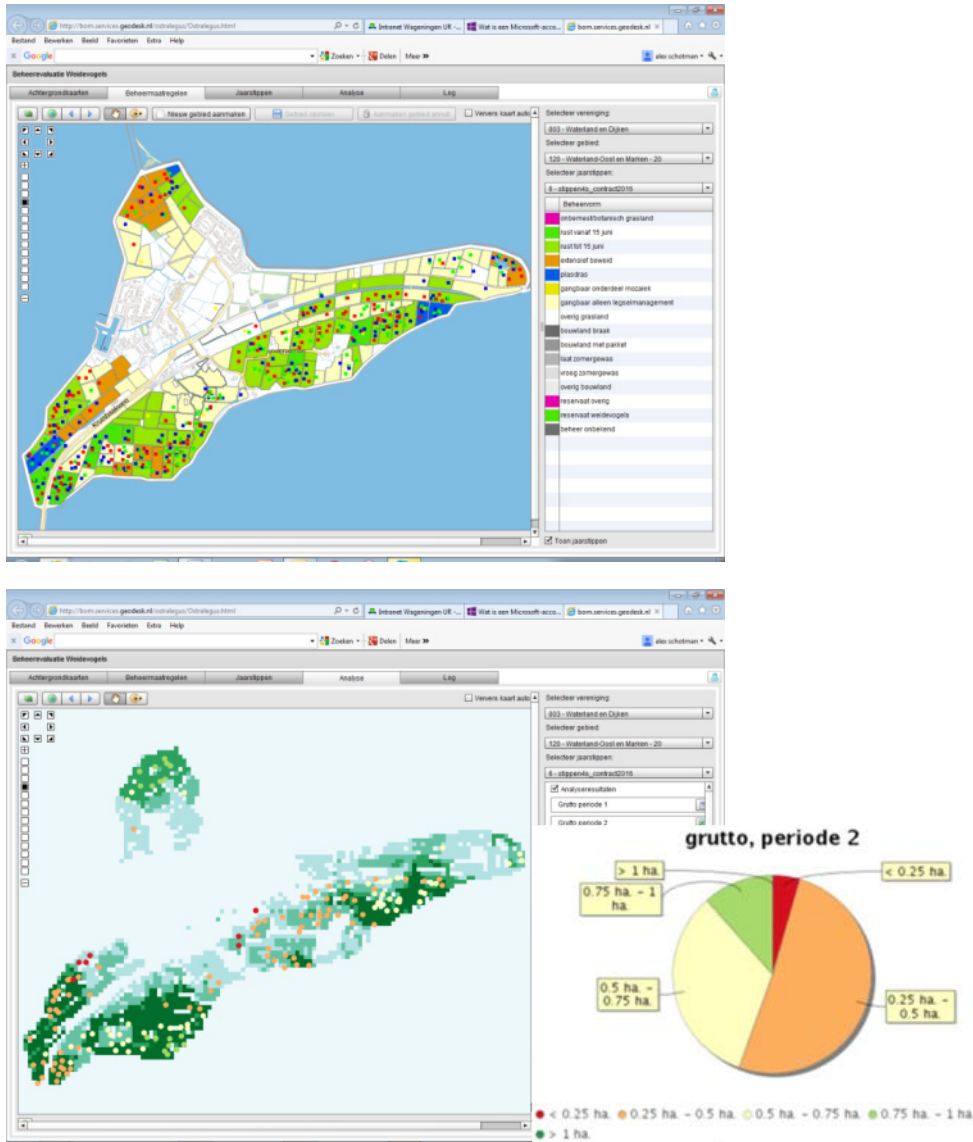 http://bom.services.geodesk.nl/ostralegus/Ostralegus.html
Intranet Wageningen UR -...
Wat is een Microsoft-acco...
bom.services.geodesk.nl
Bestand Bewerken Beeld Favorieten Extra Help
x Google
Zoeken
Delen
Meer »
alex schotman
Beheerevaluatie Weidevogels
Achtergrondkaarten
Beheermaatregelen
Jaarstippen
Analyse
Log
Nieuw gebied aanmaken
Ververs kaart auto
Selecteer vereniging:
003 - Waterland en Dijken
Selecteer gebied:
120 - Waterland-Oost en Marken - 20
Selecteer jaarstippen:
6 - stippen4s_contract2016
Beheervorm
onbemest/botanisch grasland
rust vanaf 15 juni
rust tot 15 juni
extensief beweid
plasdras
gangbaar onderdeel mozaiek
gangbaar alleen legselmanagement
overig grasland
bouwland braak
bouwland met pakket
laat zomergewas
vroeg zomergewas
overig bouwland
reservaat overig
reservaat weidevogels
beheer onbekend
Toon jaarstippen
http://bom.services.geodesk.nl/ostralegus/Ostralegus.html
Intranet Wageningen UR -...
Wat is een Microsoft-acco...
bom.services.geodesk.nl
Bestand Bewerken Beeld Favorieten Extra Help
x Google
Zoeken
Delen
Meer »
alex schotman
Beheerevaluatie Weidevogels
Achtergrondkaarten
Beheermaatregelen
Jaarstippen
Analyse
Log
Ververs kaart auto
Selecteer vereniging:
003 - Waterland en Dijken
Selecteer gebied:
120 - Waterland-Oost en Marken - 20
Selecteer jaarstippen:
6 - stippen4s_contract2016
Analyseresultaten
Grutto periode 1
Grutto periode 2
grutto, periode 2
> 1 ha.
< 0.25 ha.
0.75 ha. - 1
ha.
0.5 ha. -
0.75 ha.
0.25 ha. -
0.5 ha.
< 0.25 ha. 0.25 ha. - 0.5 ha. 0.5 ha. - 0.75 ha. 0.75 ha. - 1 ha
> 1 ha.